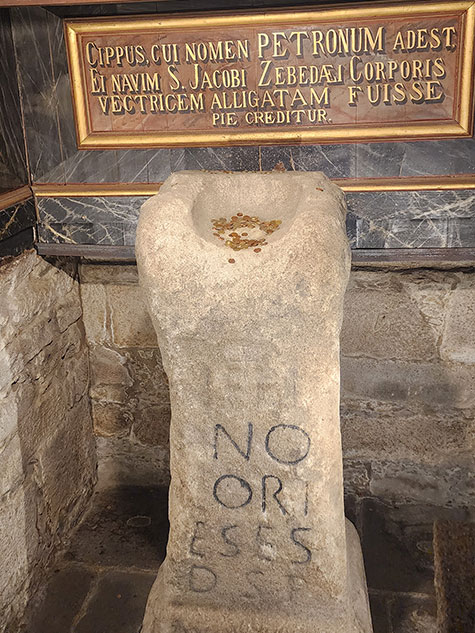 CIPPUS, CUI NOMEN PETRONUM ADEST,
EI NAVIM S. JACOBI ZEBEDÆI CORPORIS
VECTRICEM ALLIGATAM FUISSE
PIE CREDITUR.
NO
ORI
ESES
D S P